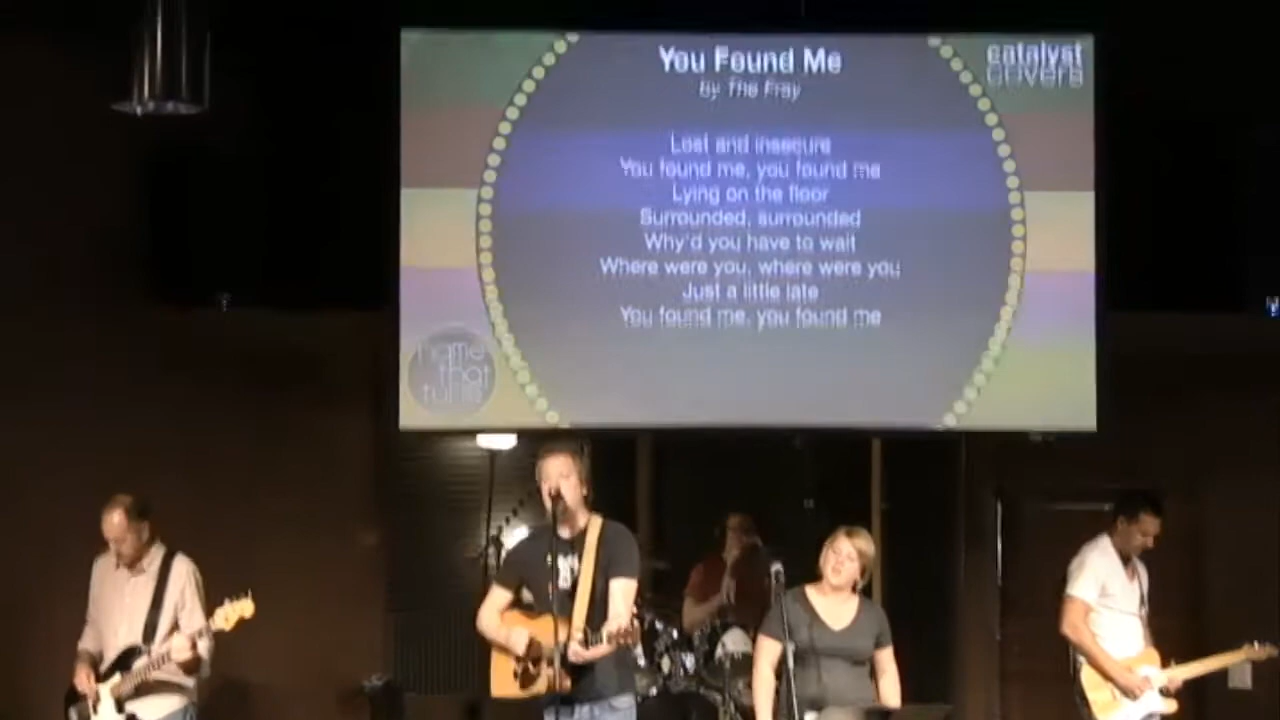 You Found Me
By The Fray
catalyst
covers
Lost and insecure
You found me, you found me
Lying on the floor
Surrounded, surrounded
Why'd you have to wait
Where were you, where were you
Just a little late
You found me, you found me
name
that
tune